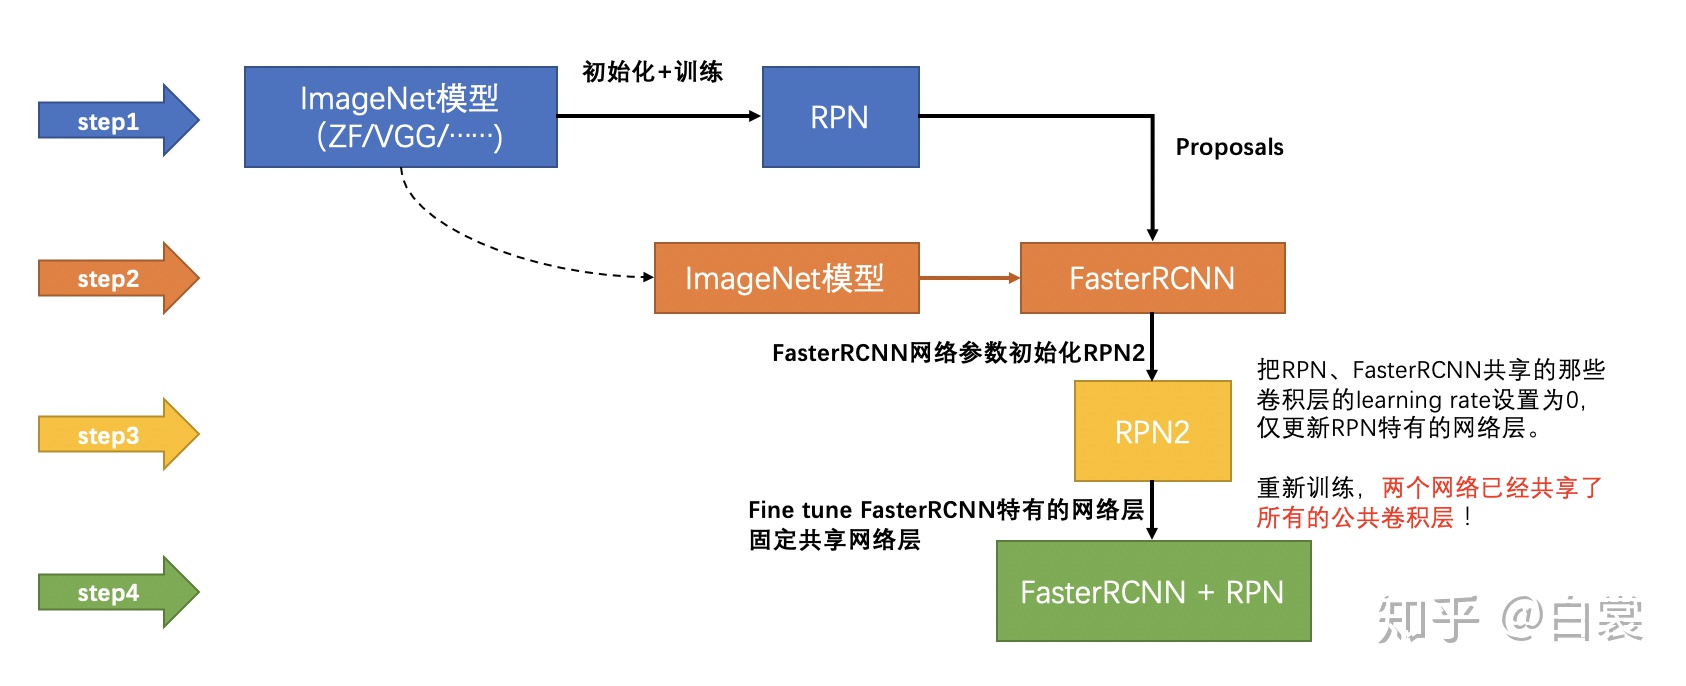 step1
ImageNet模型
（ZF/VGG/……)
初始化+训练
RPN
Proposals
step2
ImageNet模型
FasterRCNN
FasterRCNN网络参数初始化RPN2
step3
RPN2
把RPN、FasterRCNN共享的那些
卷积层的learning rate设置为0，
仅更新RPN特有的网络层。
重新训练，两个网络已经共享了
所有的公共卷积层！
Fine tune FasterRCNN特有的网络层
固定共享网络层
step4
FasterRCNN + RPN
知乎 @白裳